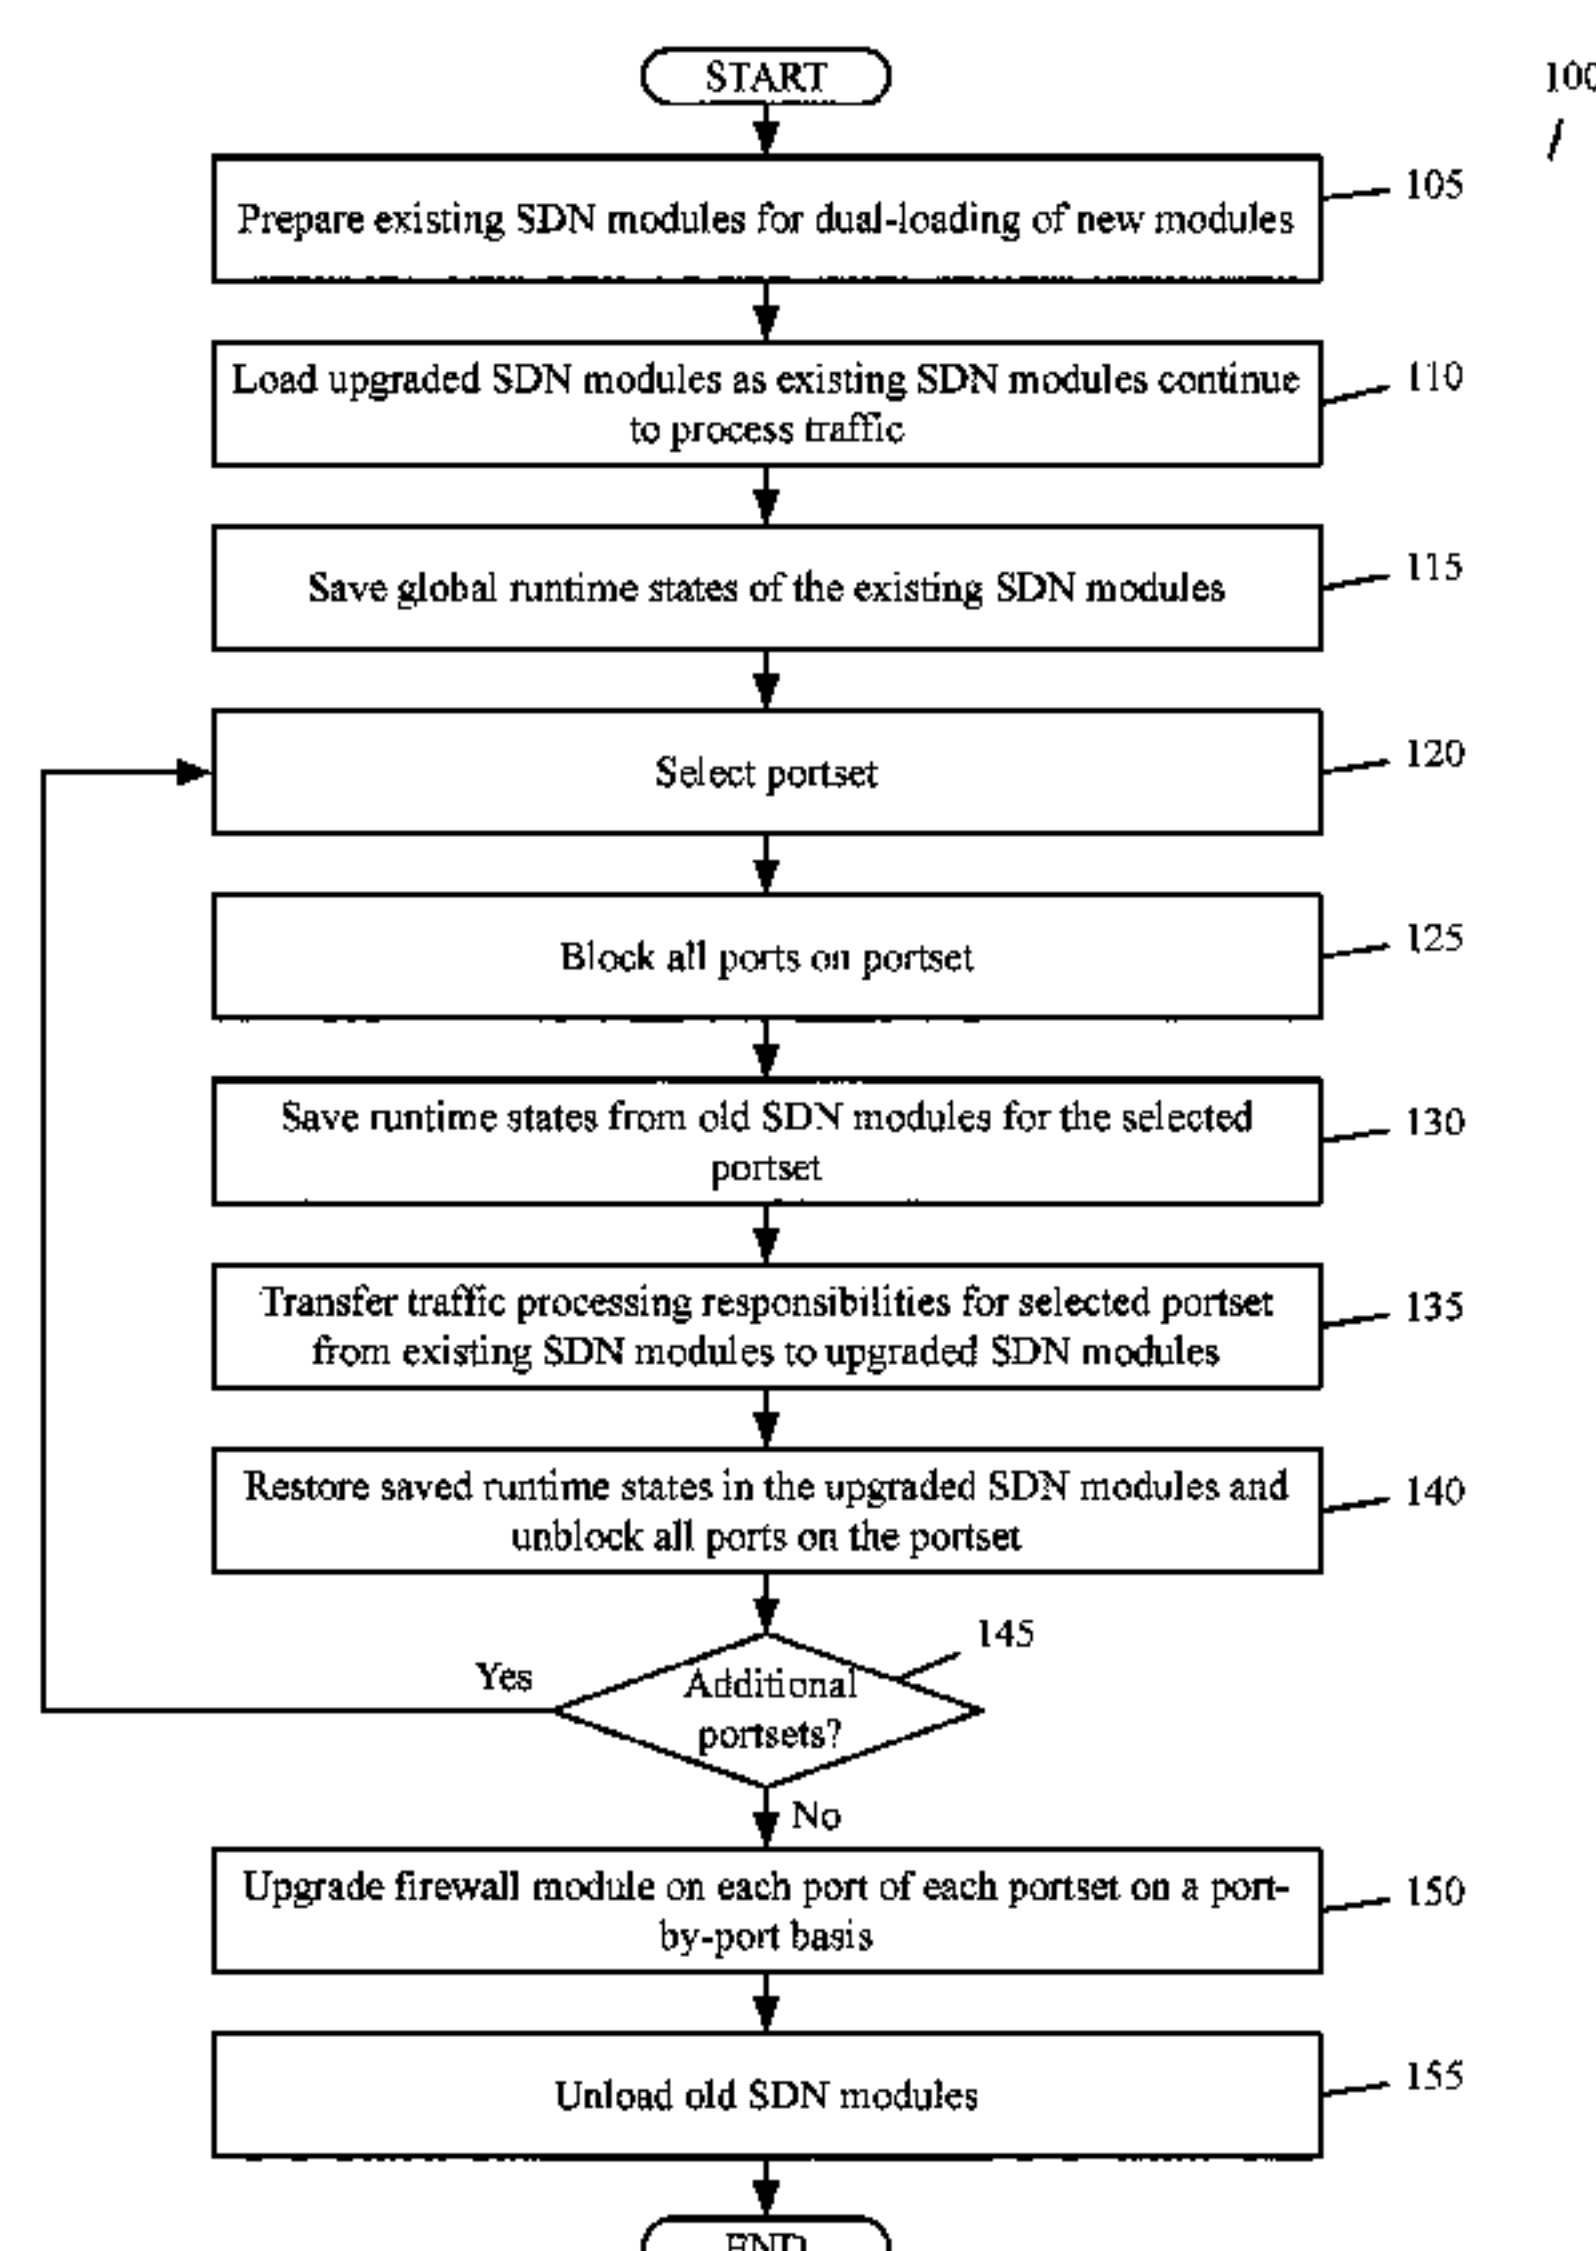 START
100
Prepare existing SDN modules for dual-loading of new modules
105
Load upgraded SDN modules as existing SDN modules continue
to process traffic
110
Save global runtime states of the existing SDN modules
115
Select portset
120
Block all ports on portset
125
Save runtime states from old SDN modules for the selected
portset
130
Transfer traffic processing responsibilities for selected portset
from existing SDN modules to upgraded SDN modules
135
Restore saved runtime states in the upgraded SDN modules and
unblock all ports on the portset
140
145
Yes
Additional
portsets?
No
Upgrade firewall module on each port of each portset on a port-
by-port basis
150
Unload old SDN modules
155
END